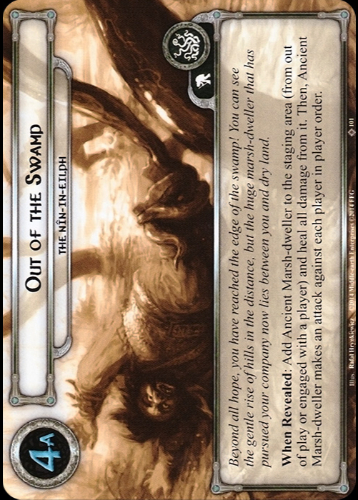 4A
OUT OF THE SWAMP
THE NÎN-IN-EILPH
Beyond all hope, you have reached the edge of the swamp! You can see
the gentle rise of hills in the distance, but the huge marsh-dweller that has
pursued your company now lies between you and dry land.
When Revealed: Add Ancient Marsh-dweller to the staging area (from out
of play or engaged with a player) and heal all damage from it. Then, Ancient
Marsh-dweller makes an attack against each player in player order.
Illus. Rafał Hrynkiewicz ©2014 Middle-earth Enterprises ©2014 FFG 101